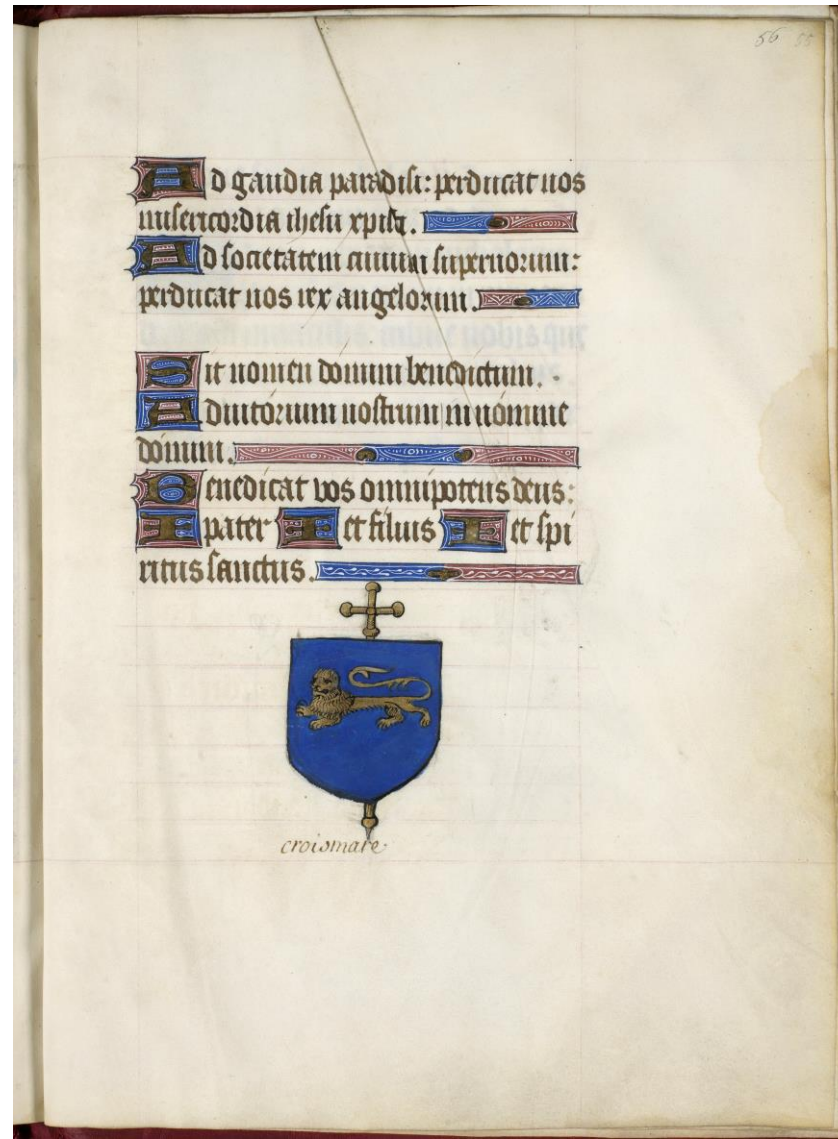 56 55
Ad gaudia paradisi: perducat nos
misericordia ihesu xpisti.
Ad societatem ciuium supernorum:
perducat nos rex angelorum.
Sit nomen domini benedictum.
Adiutorium nostrum in nomine
domini.
Benedicat vos omnipotens deus:
pater et filius et spi
ritus sanctus.
croismare